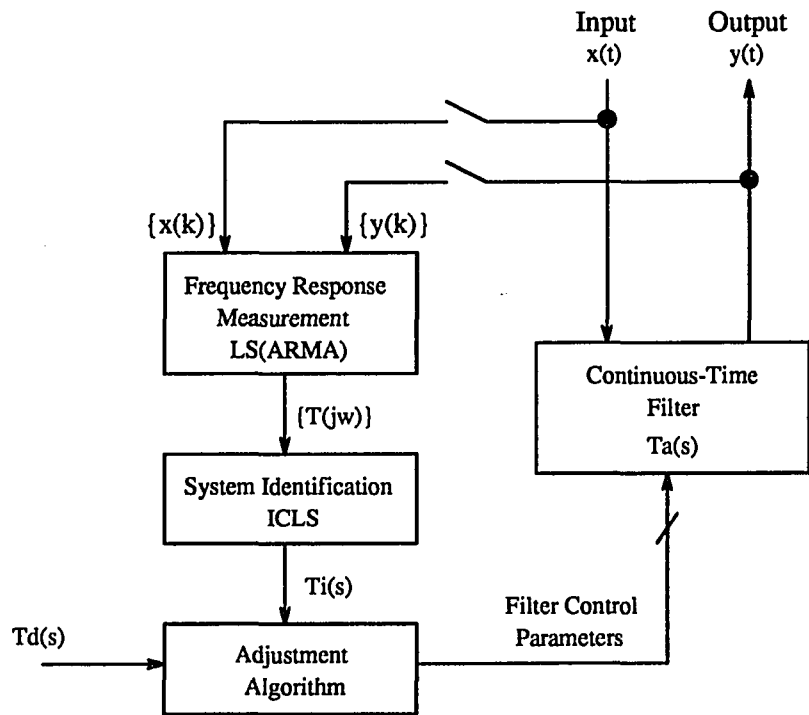 Input
x(t)
Output
y(t)
{x(k)}
{y(k)}
Frequency Response
Measurement
LS(ARMA)
Continuous-Time
Filter
Ta(s)
{T(jw)}
System Identification
ICLS
Ti(s)
Filter Control
Parameters
Td(s)
Adjustment
Algorithm